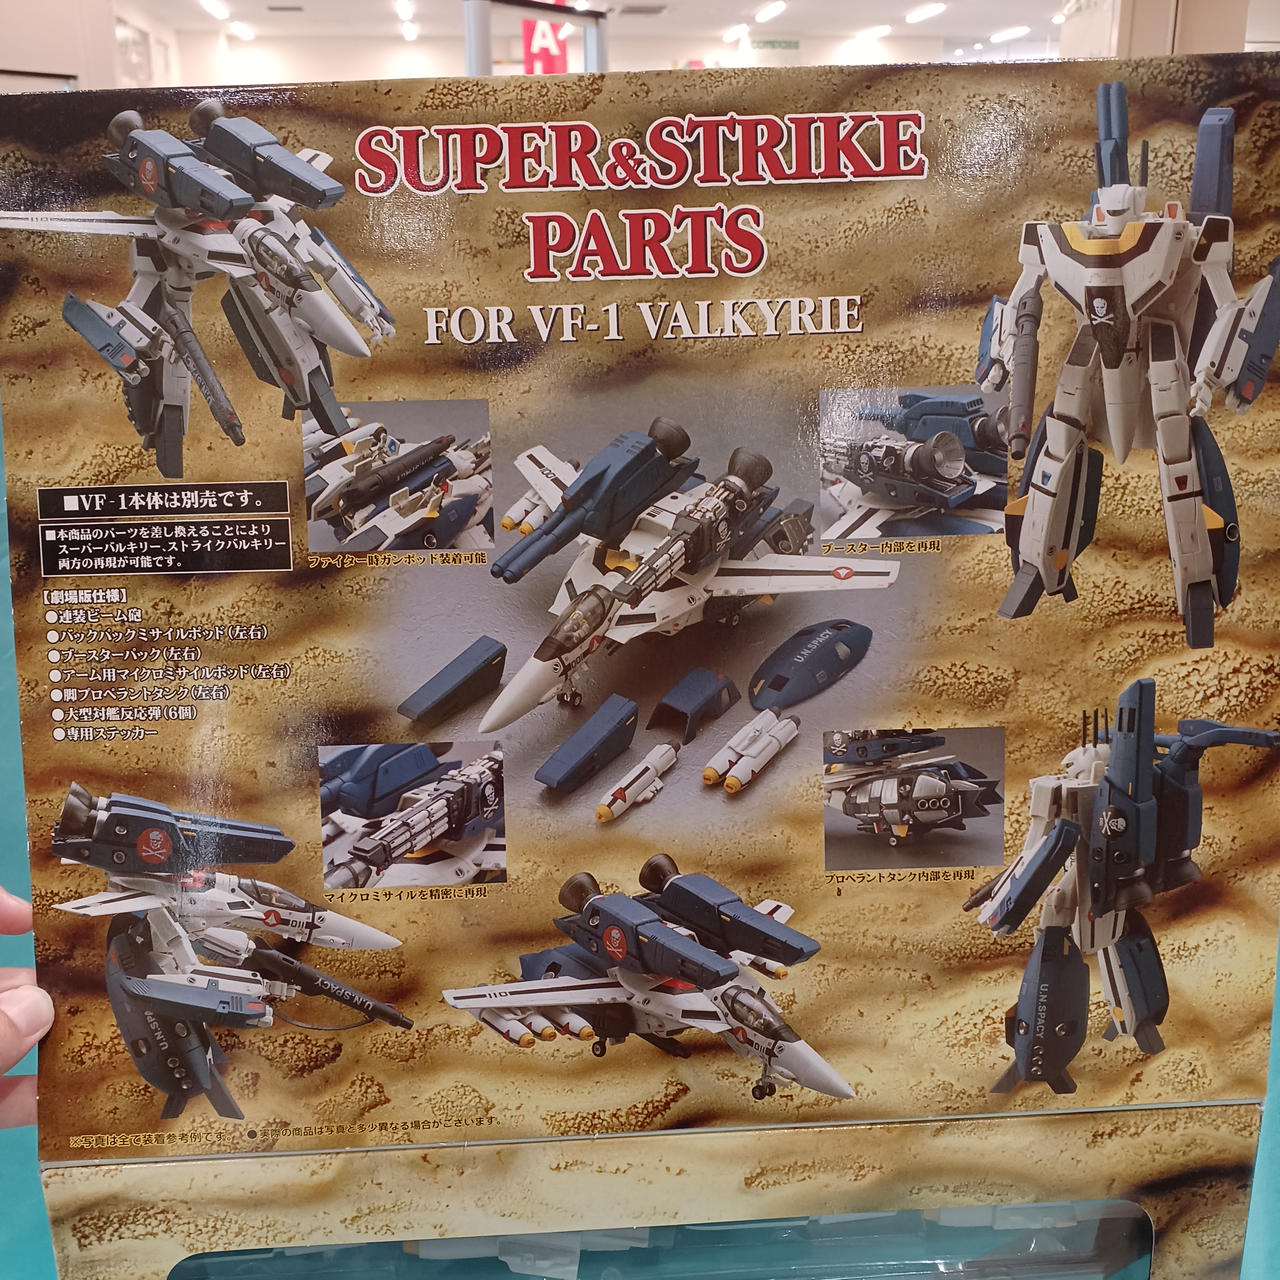 SUPER&STRIKE
PARTS
FOR VF-1 VALKYRIE
■VF-1本体は別売です。
■本商品のパーツを差し換えることにより
スーパーバルキリー、ストライクバルキリー
両方の再現が可能です。
【劇場版仕様】
●連装ビーム砲
●バックパックミサイルポッド(左右)
●ブースターパック(左右)
●アーム用マイクロミサイルポッド(左右)
●脚プロペラントタンク(左右)
●大型対艦反応弾(6個)
●専用ステッカー
ファイター時ガンポッド装着可能
ブースター内部を再現
U.N.SPACY
マイクロミサイルを精密に再現
プロペラントタンク内部を再現
011
U.N.SPACY
U.N.SPACY
011
※写真は全て装着参考例です。 ●実際の商品は写真と多少異なる場合がございます。